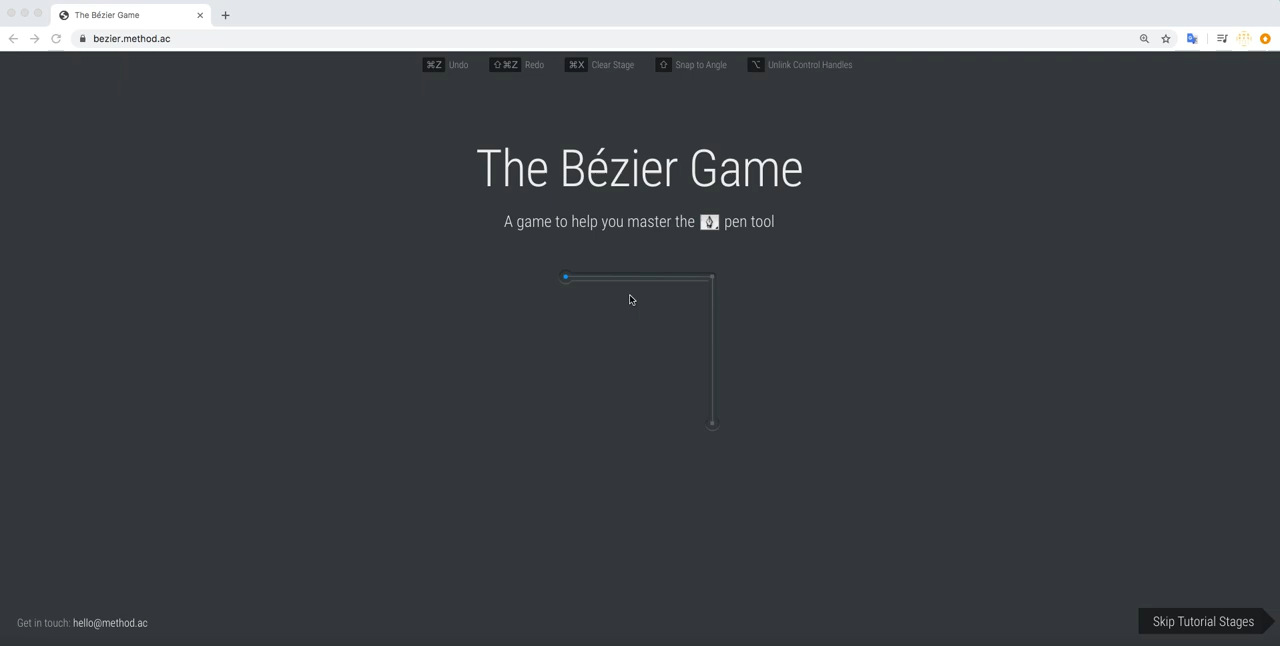 The Bézier Game
bezier.method.ac
⌘Z Undo ⇧⌘Z Redo ⌘X Clear Stage ⇧ Snap to Angle ⌥ Unlink Control Handles
The Bézier Game
A game to help you master the pen tool
Get in touch: hello@method.ac
Skip Tutorial Stages